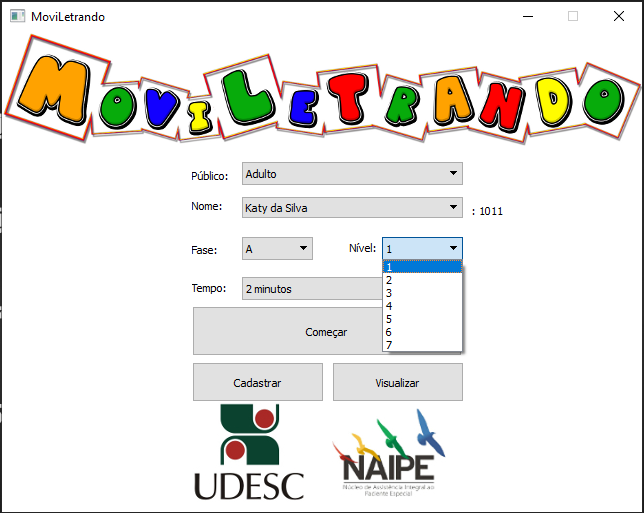 MoviLetrando
MOVILETRANDO
Público: Adulto
Nome: Katy da Silva : 1011
Fase: A Nível: 1
1
2
3
4
5
6
7
Tempo: 2 minutos
Começar
Cadastrar Visualizar
UDESC
NAIPE
Núcleo de Assistência Integral ao
Paciente Especial